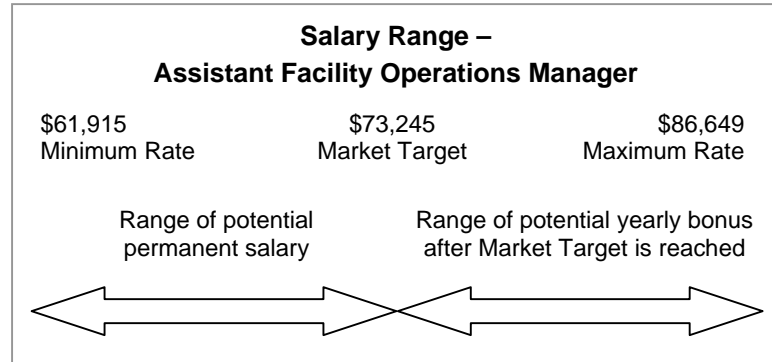 Salary Range –
Assistant Facility Operations Manager
$61,915 $73,245 $86,649
Minimum Rate Market Target Maximum Rate
Range of potential permanent salary
Range of potential yearly bonus after Market Target is reached